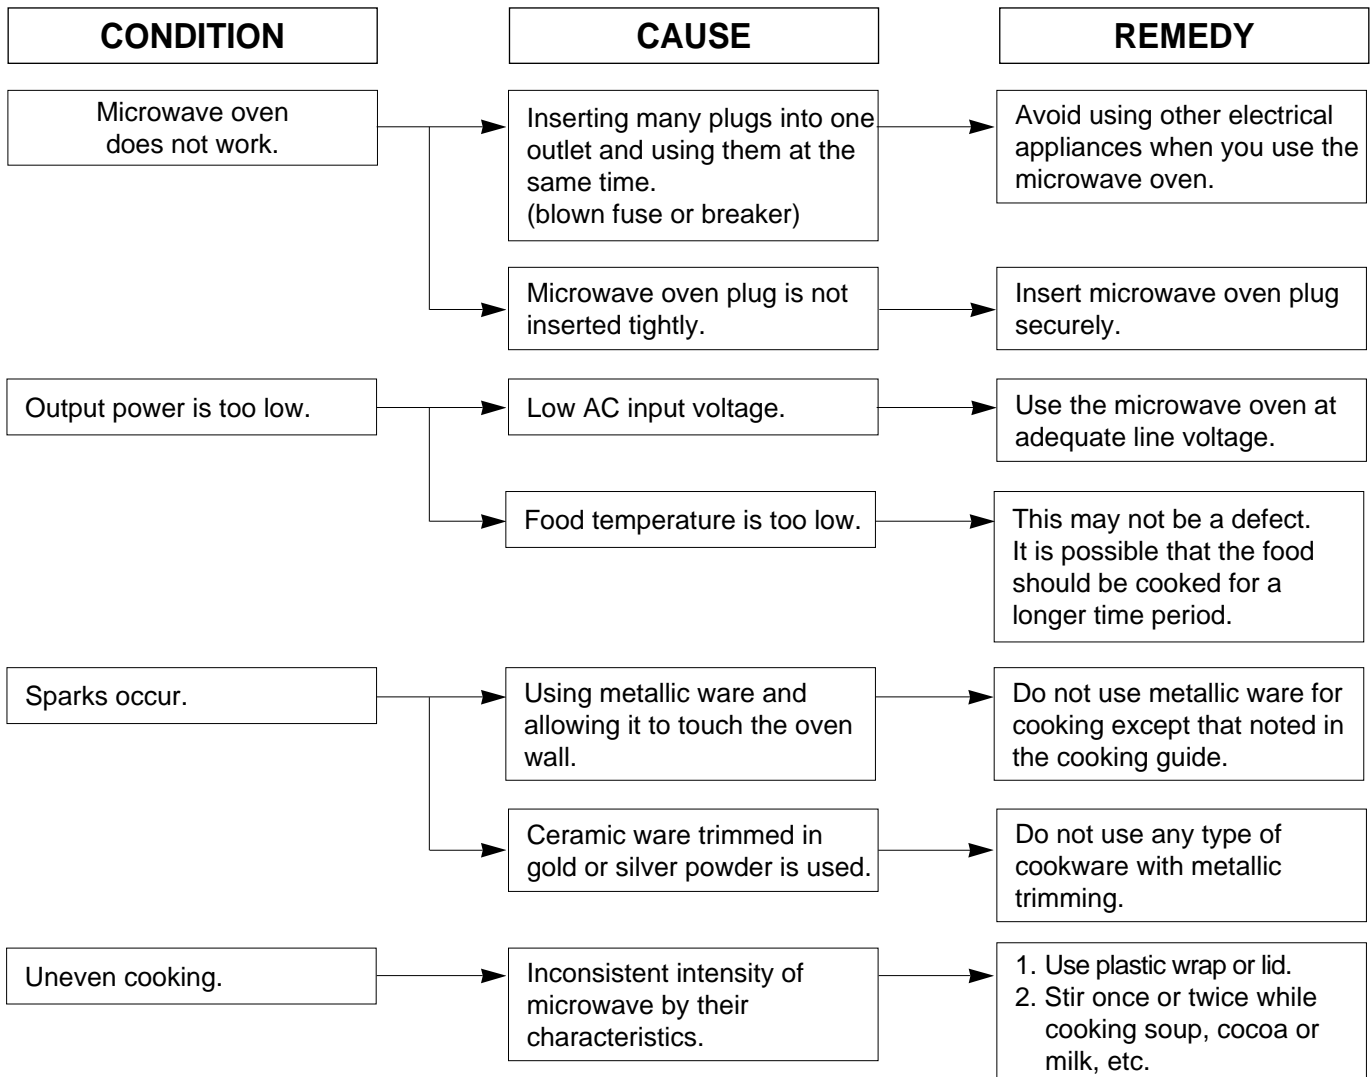 CONDITION
CAUSE
REMEDY
Microwave oven
does not work.
Inserting many plugs into one
outlet and using them at the
same time.
(blown fuse or breaker)
Avoid using other electrical
appliances when you use the
microwave oven.
Microwave oven plug is not
inserted tightly.
Insert microwave oven plug
securely.
Output power is too low.
Low AC input voltage.
Use the microwave oven at
adequate line voltage.
Food temperature is too low.
This may not be a defect.
It is possible that the food
should be cooked for a
longer time period.
Sparks occur.
Using metallic ware and
allowing it to touch the oven
wall.
Do not use metallic ware for
cooking except that noted in
the cooking guide.
Ceramic ware trimmed in
gold or silver powder is used.
Do not use any type of
cookware with metallic
trimming.
Uneven cooking.
Inconsistent intensity of
microwave by their
characteristics.
1. Use plastic wrap or lid.
2. Stir once or twice while
cooking soup, cocoa or
milk, etc.